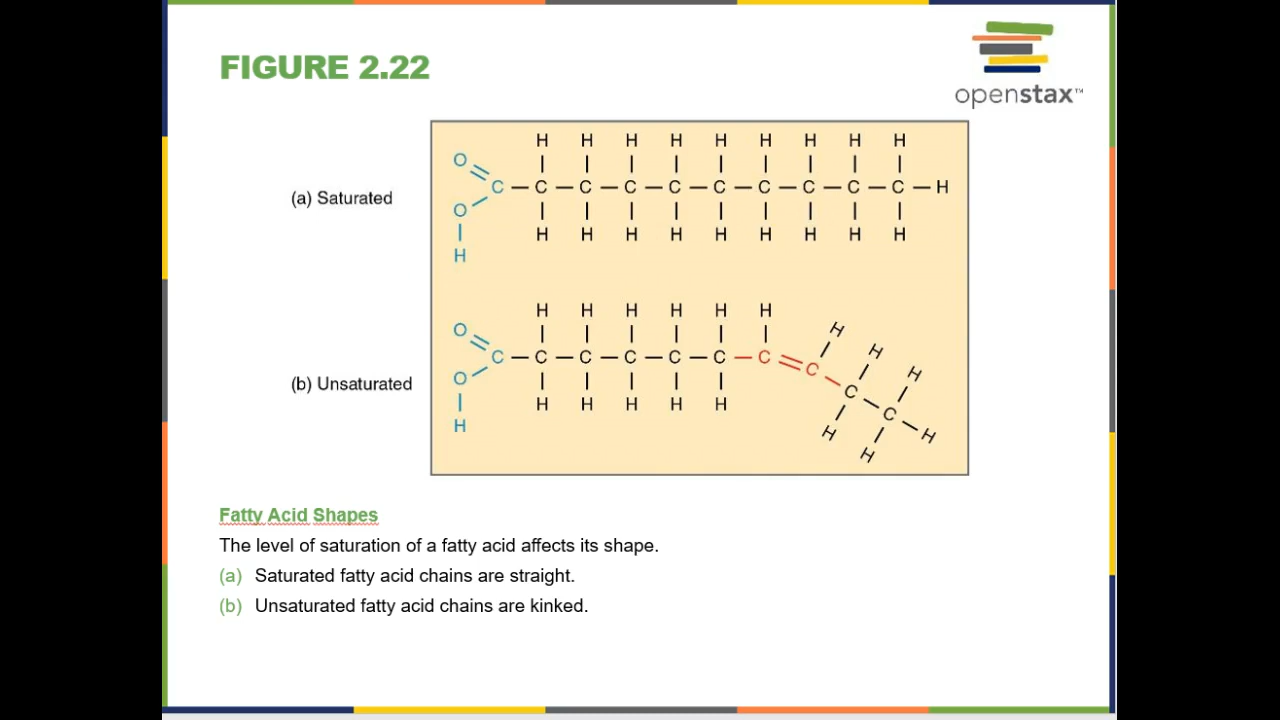 FIGURE 2.22
openstax™
H H H H H H H H H
O
(a) Saturated
C — C — C — C — C — C — C — C — C — C — H
O
H H H H H H H H H
H
H H H H H H
O
H
H
C — C — C — C — C — C — C = C
H
(b) Unsaturated
O
C
H H H H H
C
H
H
H
H
Fatty Acid Shapes
The level of saturation of a fatty acid affects its shape.
(a) Saturated fatty acid chains are straight.
(b) Unsaturated fatty acid chains are kinked.